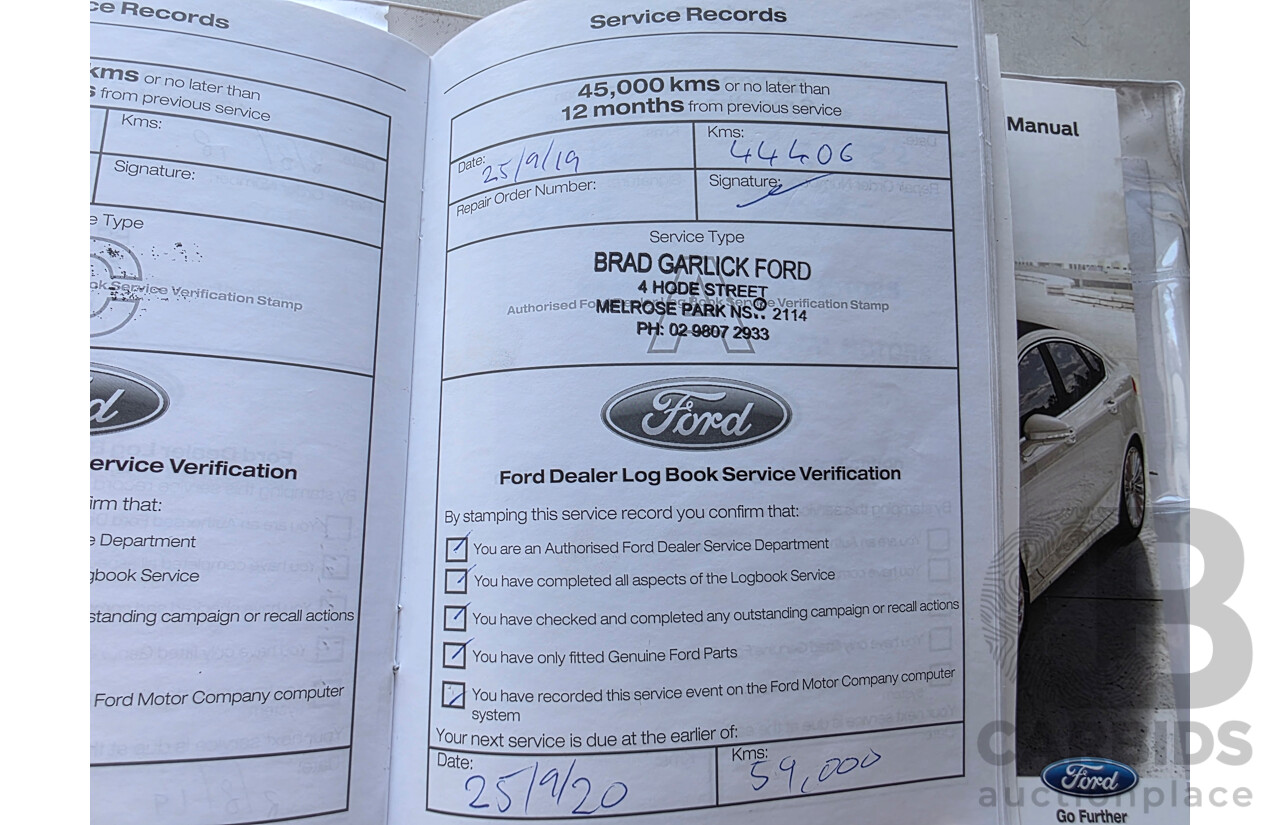 ce Records
kms or no later than
s from previous service
Kms:
Signature:
e Type
ok Service Verification Stamp
d
ervice Verification
irm that:
e Department
gbook Service
standing campaign or recall actions
Ford Motor Company computer
Service Records
45,000 kms or no later than
12 months from previous service
Date: 25/9/19
Kms: 44406
Repair Order Number:
Signature:
Service Type
BRAD GARLICK FORD
4 HODE STREET
Authorised Service Verification Stamp
MELROSE PARK 2114
PH: 02 9807 2933
A
Ford
Ford Dealer Log Book Service Verification
By stamping this service record you confirm that:
You are an Authorised Ford Dealer Service Department
You have completed all aspects of the Logbook Service
You have checked and completed any outstanding campaign or recall actions
You have only fitted Genuine Ford Parts
You have recorded this service event on the Ford Motor Company computer
system
Your next service is due at the earlier of:
Date: 25/9/20
Kms: 59,000
Manual
Ford
Go Further
CARBIDS
auctionplace